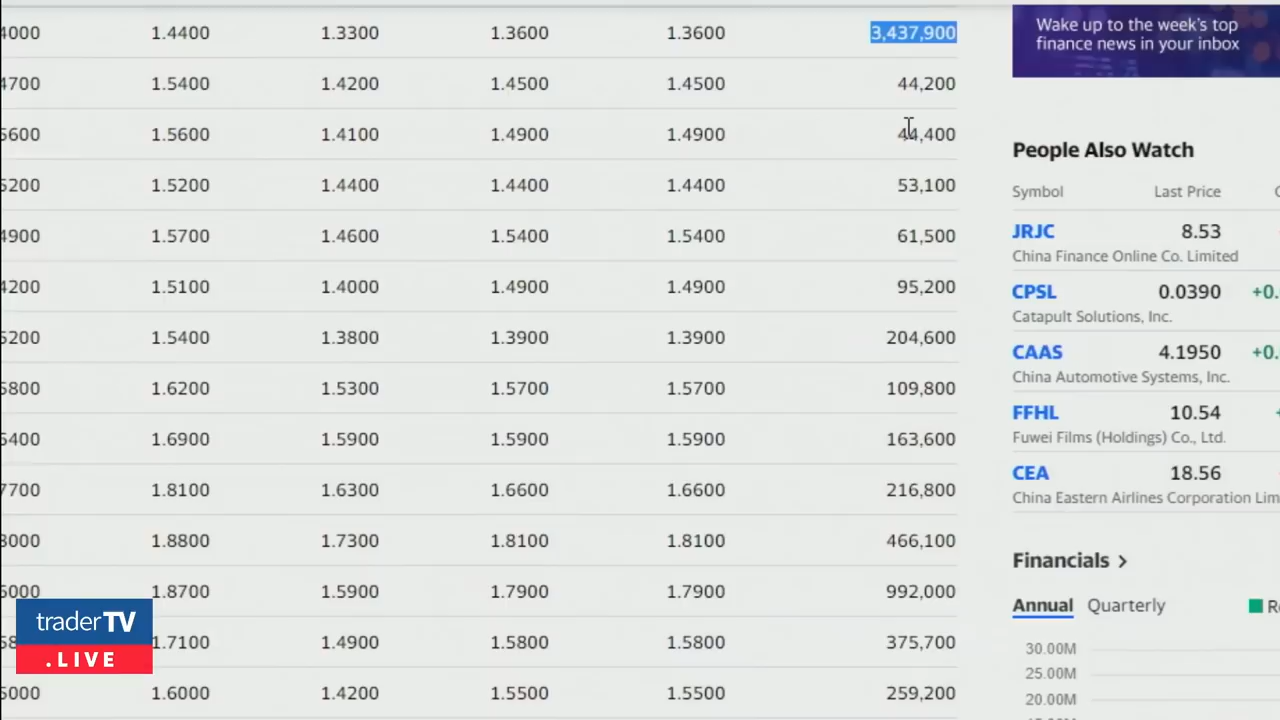 4000 1.4400 1.3300 1.3600 1.3600 3,437,900
4700 1.5400 1.4200 1.4500 1.4500 44,200
5600 1.5600 1.4100 1.4900 1.4900 44,400
5200 1.5200 1.4400 1.4400 1.4400 53,100
4900 1.5700 1.4600 1.5400 1.5400 61,500
4200 1.5100 1.4000 1.4900 1.4900 95,200
5200 1.5400 1.3800 1.3900 1.3900 204,600
5800 1.6200 1.5300 1.5700 1.5700 109,800
6400 1.6900 1.5900 1.5900 1.5900 163,600
7700 1.8100 1.6300 1.6600 1.6600 216,800
8000 1.8800 1.7300 1.8100 1.8100 466,100
6000 1.8700 1.5900 1.7900 1.7900 992,000
1.7100 1.4900 1.5800 1.5800 375,700
5000 1.6000 1.4200 1.5500 1.5500 259,200
Wake up to the week's top
finance news in your inbox
People Also Watch
Symbol Last Price
JRJC 8.53
China Finance Online Co. Limited
CPSL 0.0390 +0.
Catapult Solutions, Inc.
CAAS 4.1950 +0.
China Automotive Systems, Inc.
FFHL 10.54 +
Fuwei Films (Holdings) Co., Ltd.
CEA 18.56
China Eastern Airlines Corporation Lim
Financials >
Annual Quarterly
30.00M
25.00M
20.00M
traderTV
.LIVE